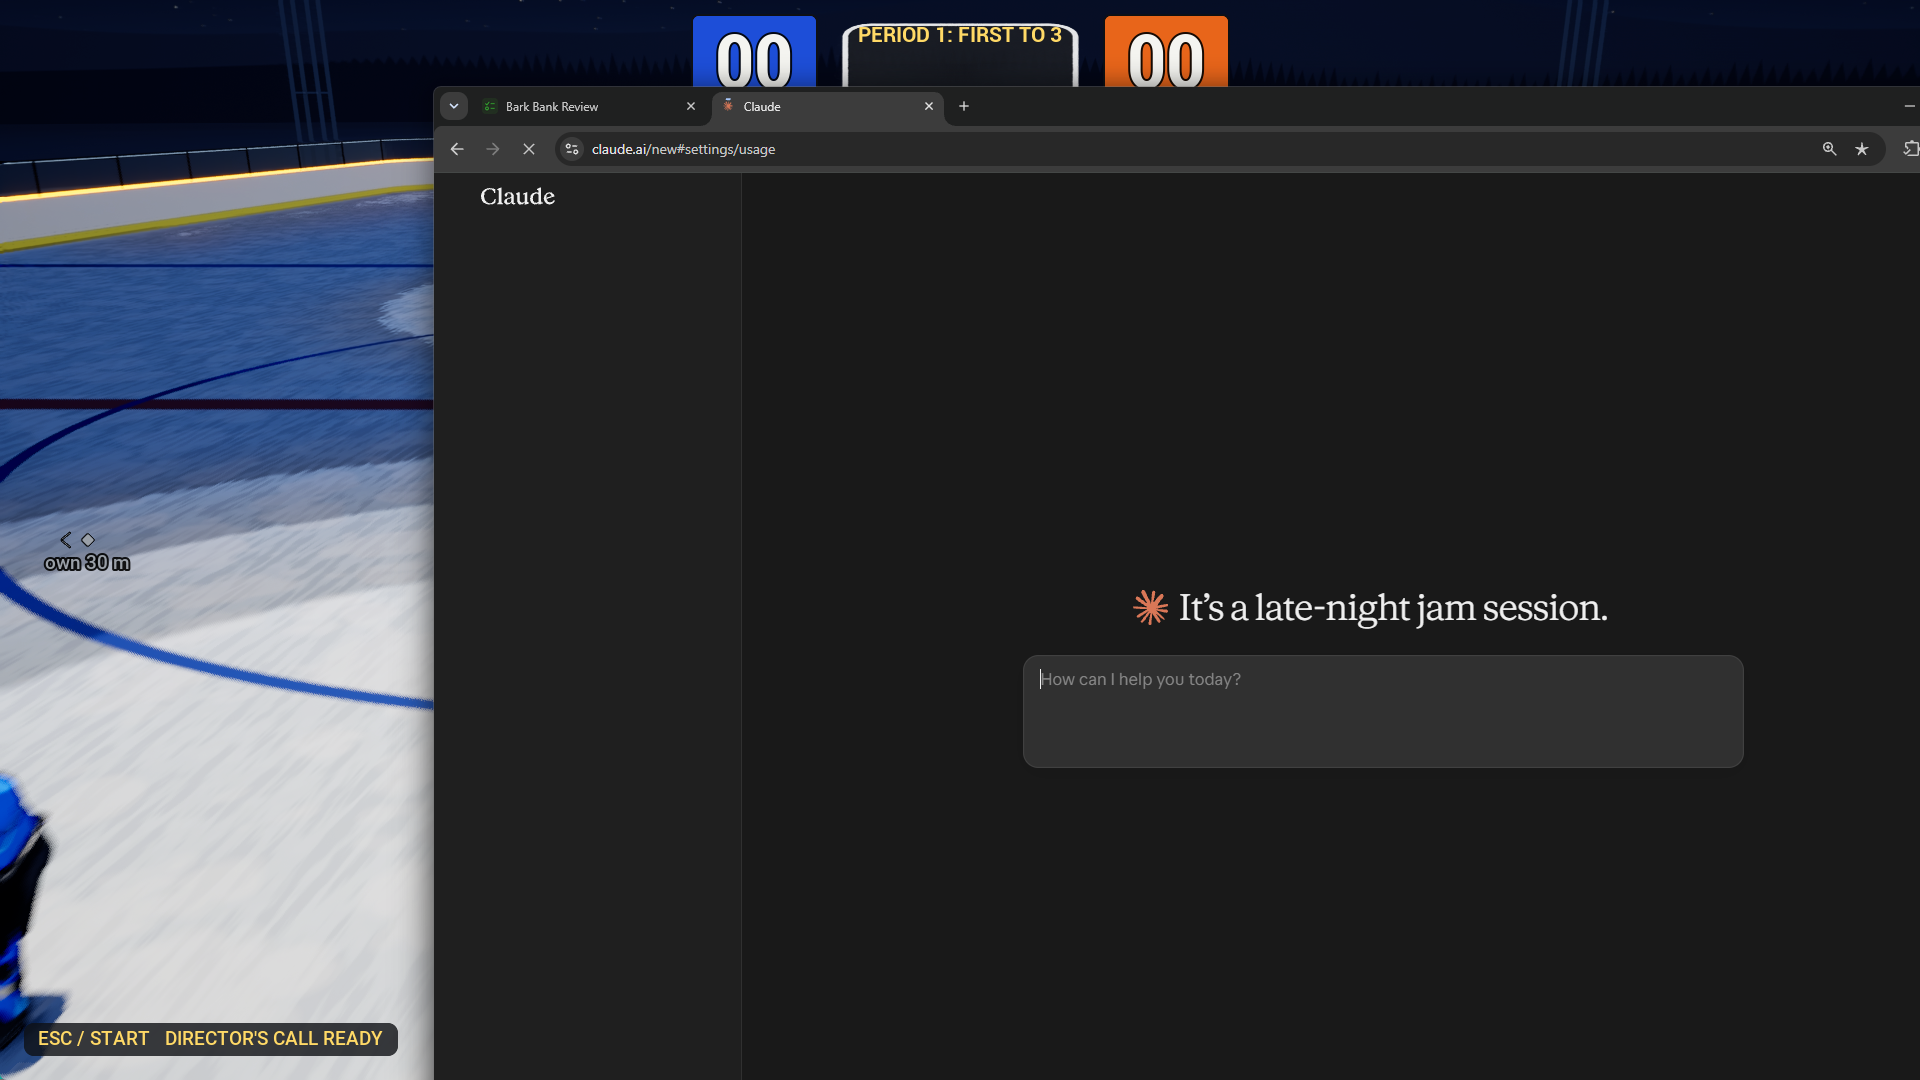 00
PERIOD 1: FIRST TO 3
00
Bark Bank Review
Claude
claude.ai/new#settings/usage
Claude
It's a late-night jam session.
How can I help you today?
own 30 m
ESC / START DIRECTOR'S CALL READY